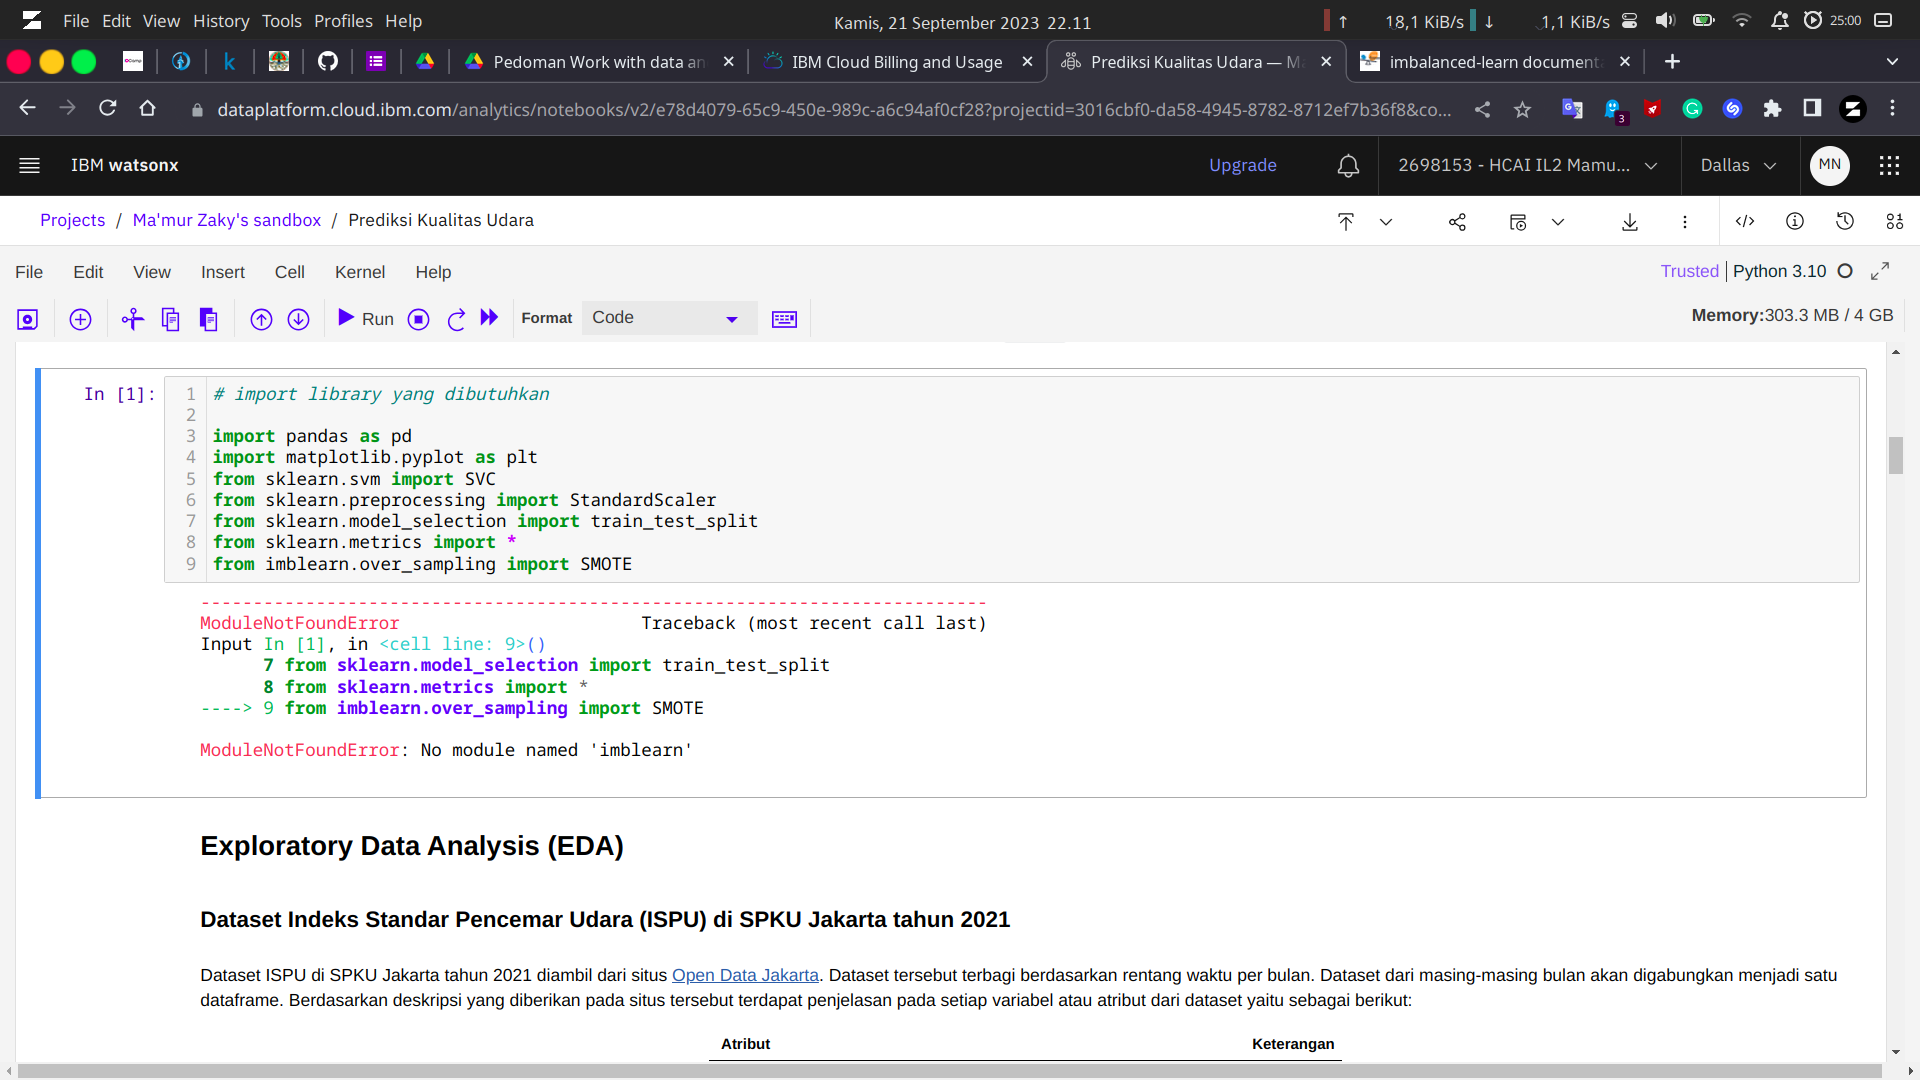 File Edit View History Tools Profiles Help
Kamis, 21 September 2023 22.11
↑ 18,1 KiB/s ↓ 1,1 KiB/s
25:00
Pedoman Work with data an
IBM Cloud Billing and Usage
Prediksi Kualitas Udara — Ma
imbalanced-learn documenta
dataplatform.cloud.ibm.com/analytics/notebooks/v2/e78d4079-65c9-450e-989c-a6c94af0cf28?projectid=3016cbf0-da58-4945-8782-8712ef7b36f8&co...
3
IBM watsonx
Upgrade
2698153 - HCAI IL2 Mamu...
Dallas
MN
Projects / Ma'mur Zaky's sandbox / Prediksi Kualitas Udara
File Edit View Insert Cell Kernel Help
Trusted | Python 3.10
Run
Format
Code
Memory:303.3 MB / 4 GB
In [1]:
1 # import library yang dibutuhkan
2
3 import pandas as pd
4 import matplotlib.pyplot as plt
5 from sklearn.svm import SVC
6 from sklearn.preprocessing import StandardScaler
7 from sklearn.model_selection import train_test_split
8 from sklearn.metrics import *
9 from imblearn.over_sampling import SMOTE
---------------------------------------------------------------------------
ModuleNotFoundError Traceback (most recent call last)
Input In [1], in <cell line: 9>()
7 from sklearn.model_selection import train_test_split
8 from sklearn.metrics import *
----> 9 from imblearn.over_sampling import SMOTE
ModuleNotFoundError: No module named 'imblearn'
Exploratory Data Analysis (EDA)
Dataset Indeks Standar Pencemar Udara (ISPU) di SPKU Jakarta tahun 2021
Dataset ISPU di SPKU Jakarta tahun 2021 diambil dari situs Open Data Jakarta. Dataset tersebut terbagi berdasarkan rentang waktu per bulan. Dataset dari masing-masing bulan akan digabungkan menjadi satu
dataframe. Berdasarkan deskripsi yang diberikan pada situs tersebut terdapat penjelasan pada setiap variabel atau atribut dari dataset yaitu sebagai berikut:
Atribut Keterangan